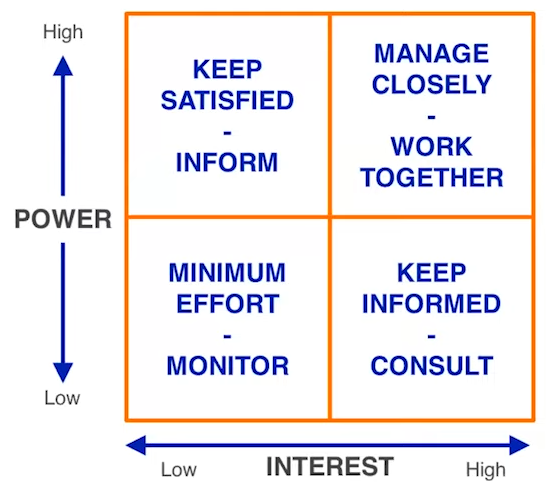 High
KEEP
SATISFIED
-
INFORM
MANAGE
CLOSELY
-
WORK
TOGETHER
POWER
MINIMUM
EFFORT
-
MONITOR
KEEP
INFORMED
-
CONSULT
Low
Low
INTEREST
High